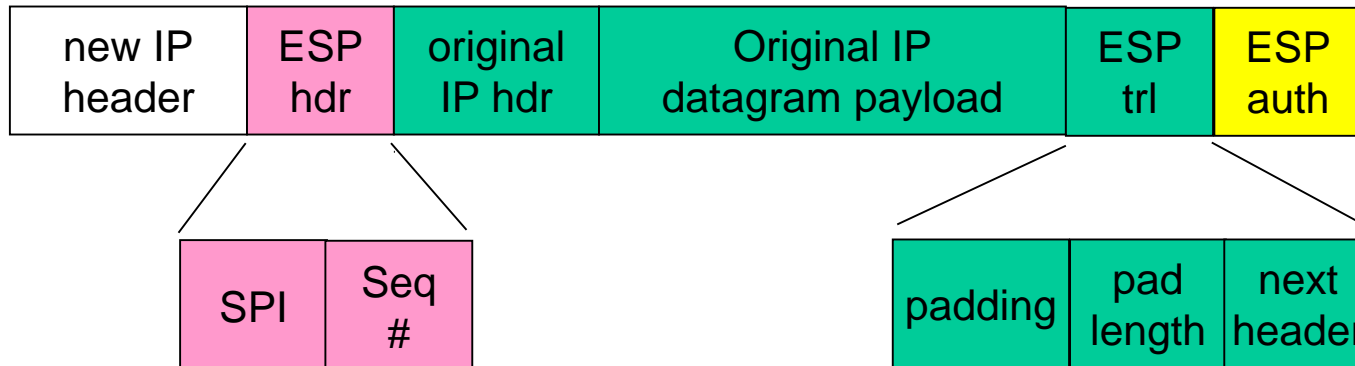 new IP
header
ESP
hdr
original
IP hdr
Original IP
datagram payload
ESP
trl
ESP
auth
SPI
Seq
#
padding
pad
length
next
header